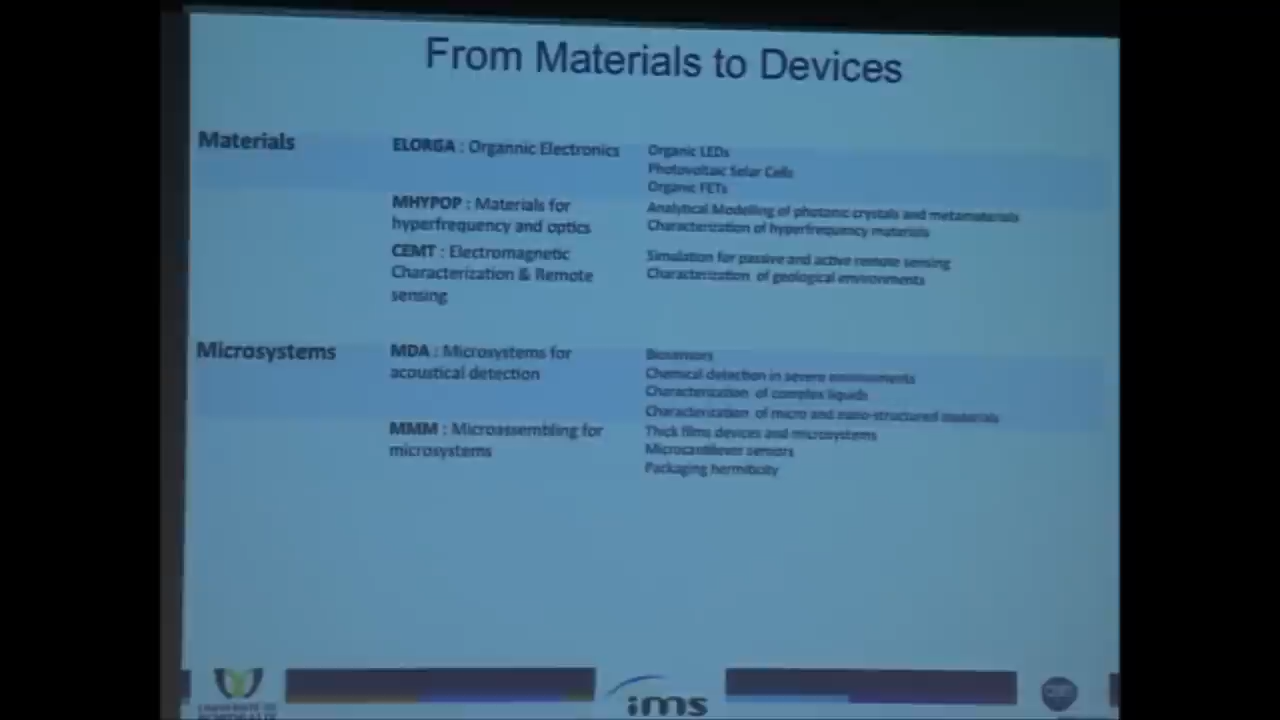 From Materials to Devices
Materials
ELORGA : Organnic Electronics
Organic LEDs
Photovoltaic Solar Cells
Organic FETs
MHYPOP : Materials for
hyperfrequency and optics
Analytical Modelling of photonic crystals and metamaterials
Characterization of hyperfrequency materials
CEMT : Electromagnetic
Characterization & Remote
sensing
Simulation for passive and active remote sensing
Characterization of geological environments
Microsystems
MDA : Microsystems for
acoustical detection
Biosensors
Chemical detection in severe environments
Characterization of complex liquids
Characterization of micro and nano-structured materials
MMM : Microassembling for
microsystems
Thick films devices and microsystems
Microcantilever sensors
Packaging hermiticity
UNIVERSITÉ DE
BORDEAUX
ims